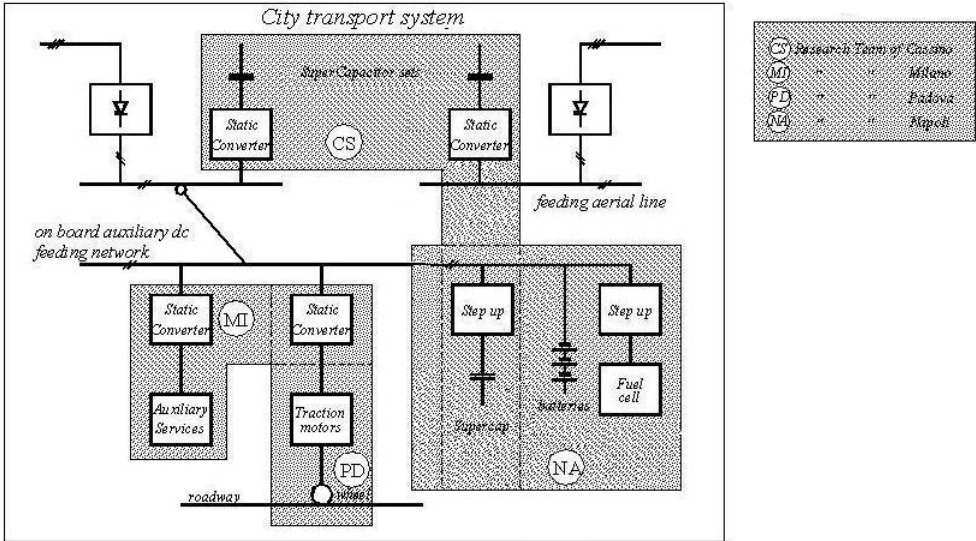 City transport system
CS Research Team of Cassino
MI " " Milano
PD " " Padova
NA " " Napoli
SuperCapacitor sets
Static
Converter
CS
Static
Converter
feeding aerial line
on board auxiliary dc
feeding network
Static
Converter
MI
Static
Converter
Step up
Step up
Auxiliary
Services
Traction
motors
Supercap
batteries
Fuel
cell
PD
NA
roadway
wheel